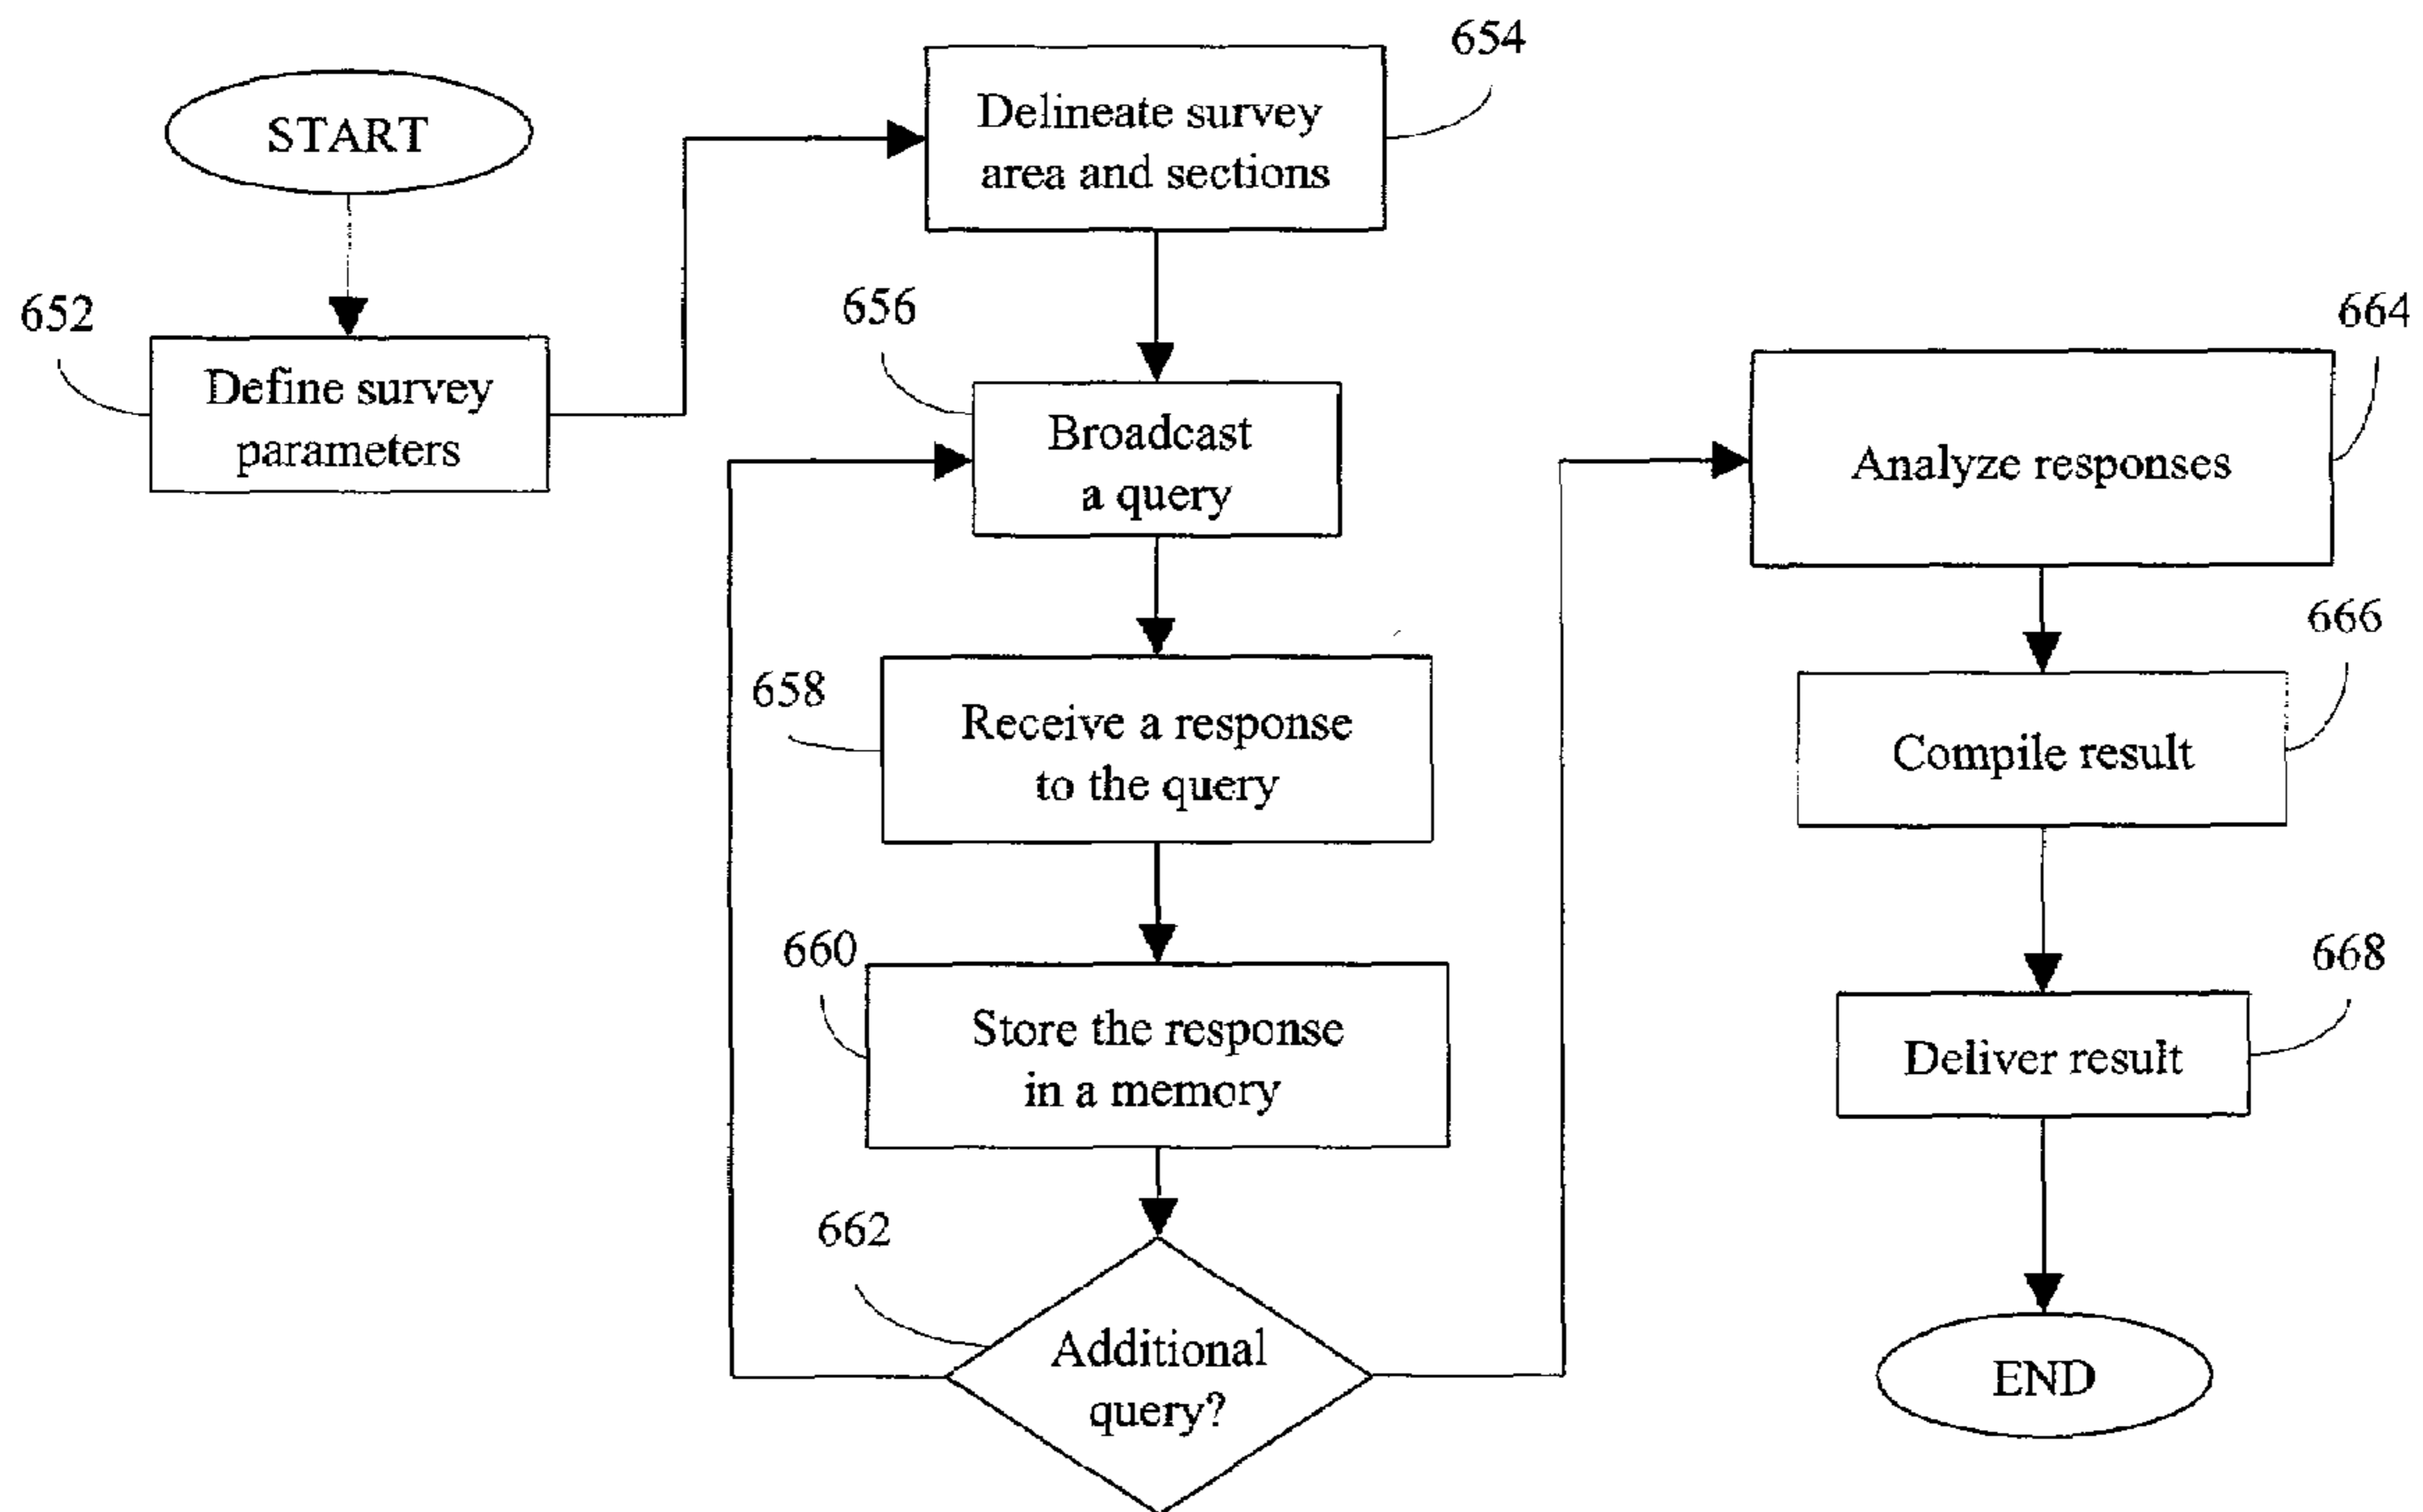 START
652
Define survey
parameters
654
Delineate survey
area and sections
656
Broadcast
a query
658
Receive a response
to the query
660
Store the response
in a memory
662
Additional
query?
664
Analyze responses
666
Compile result
668
Deliver result
END